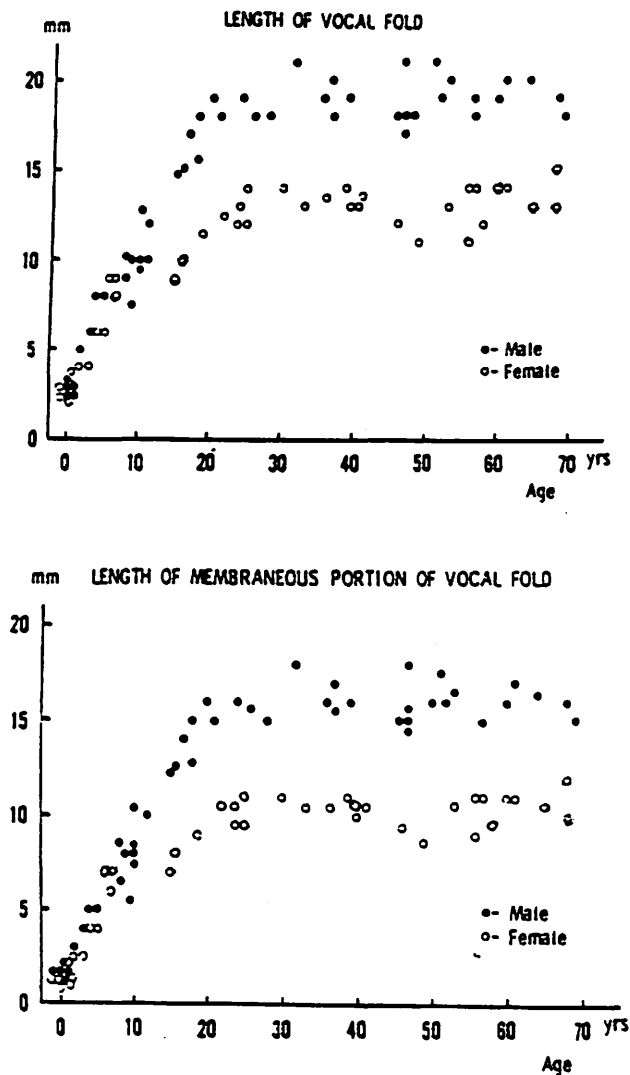 LENGTH OF VOCAL FOLD
mm
20
15
10
5
0
●- Male
○- Female
0 10 20 30 40 50 60 70 yrs
Age
mm LENGTH OF MEMBRANEOUS PORTION OF VOCAL FOLD
20
15
10
5
0
●- Male
○- Female
0 10 20 30 40 50 60 70 yrs
Age